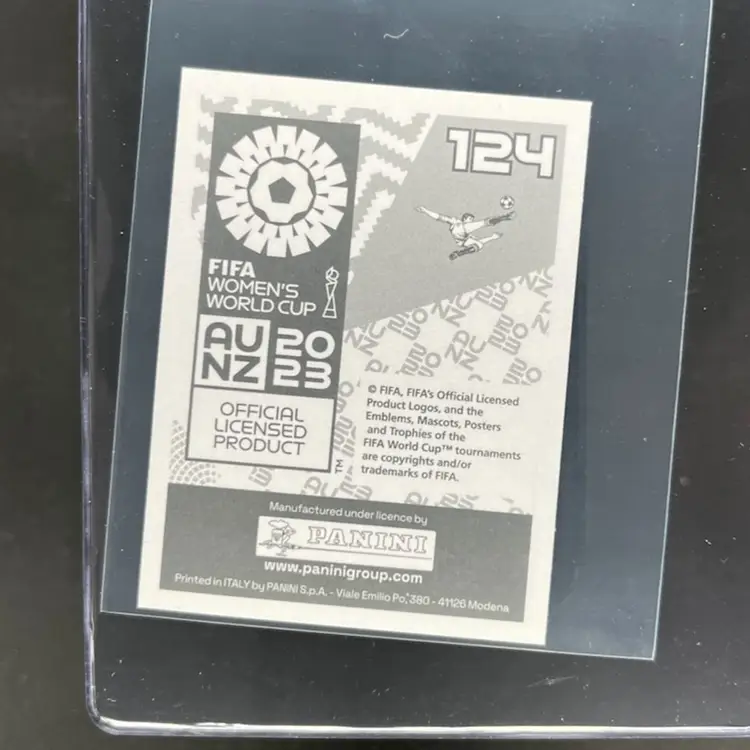 124
FIFA
WOMEN'S
WORLD CUP
AU 20
NZ 23
OFFICIAL
LICENSED
PRODUCT
TM
© FIFA, FIFA's Official Licensed
Product Logos, and the
Emblems, Mascots, Posters
and Trophies of the
FIFA World Cup™ tournaments
are copyrights and/or
trademarks of FIFA.
Manufactured under licence by
PANINI
www.paninigroup.com
Printed in ITALY by PANINI S.p.A. - Viale Emilio Po, 380 - 41126 Modena